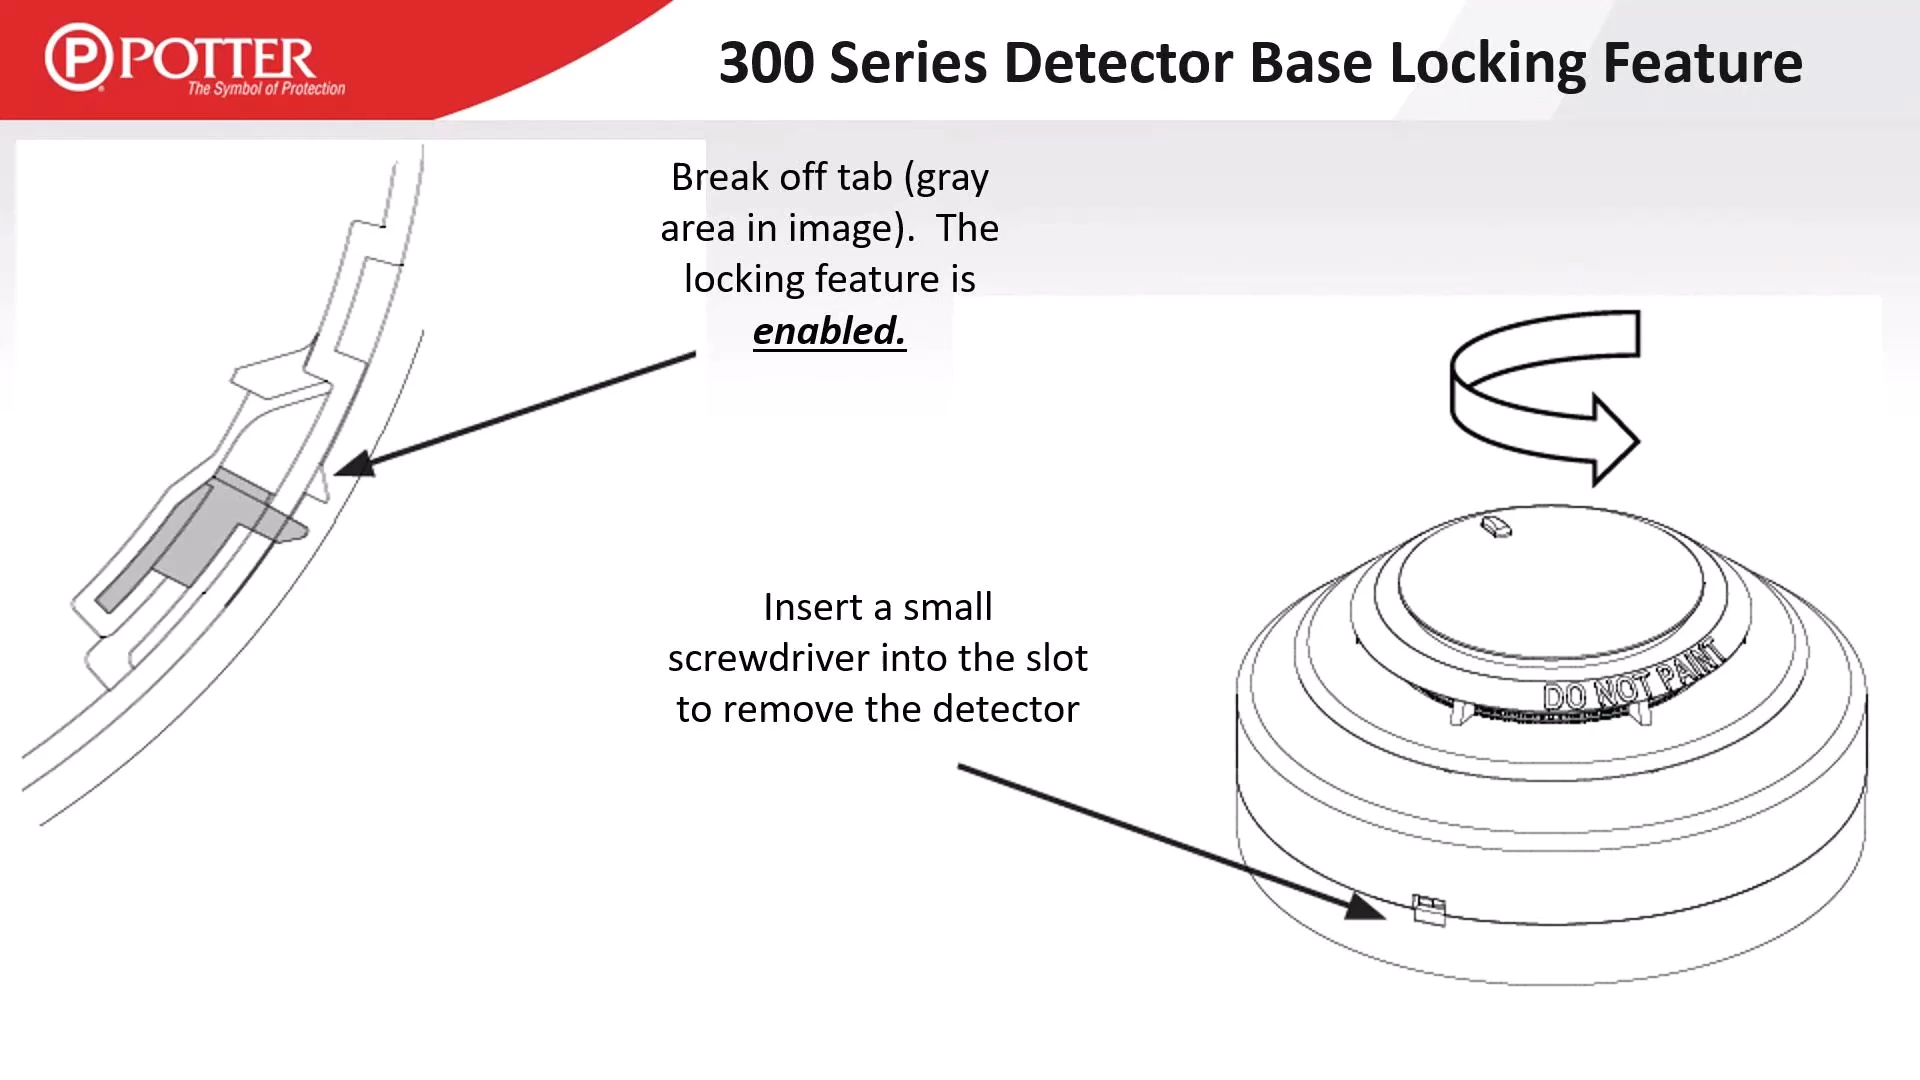 P POTTER
The Symbol of Protection
300 Series Detector Base Locking Feature
Break off tab (gray
area in image).  The
locking feature is
enabled.
Insert a small
screwdriver into the slot
to remove the detector
DO NOT PAINT